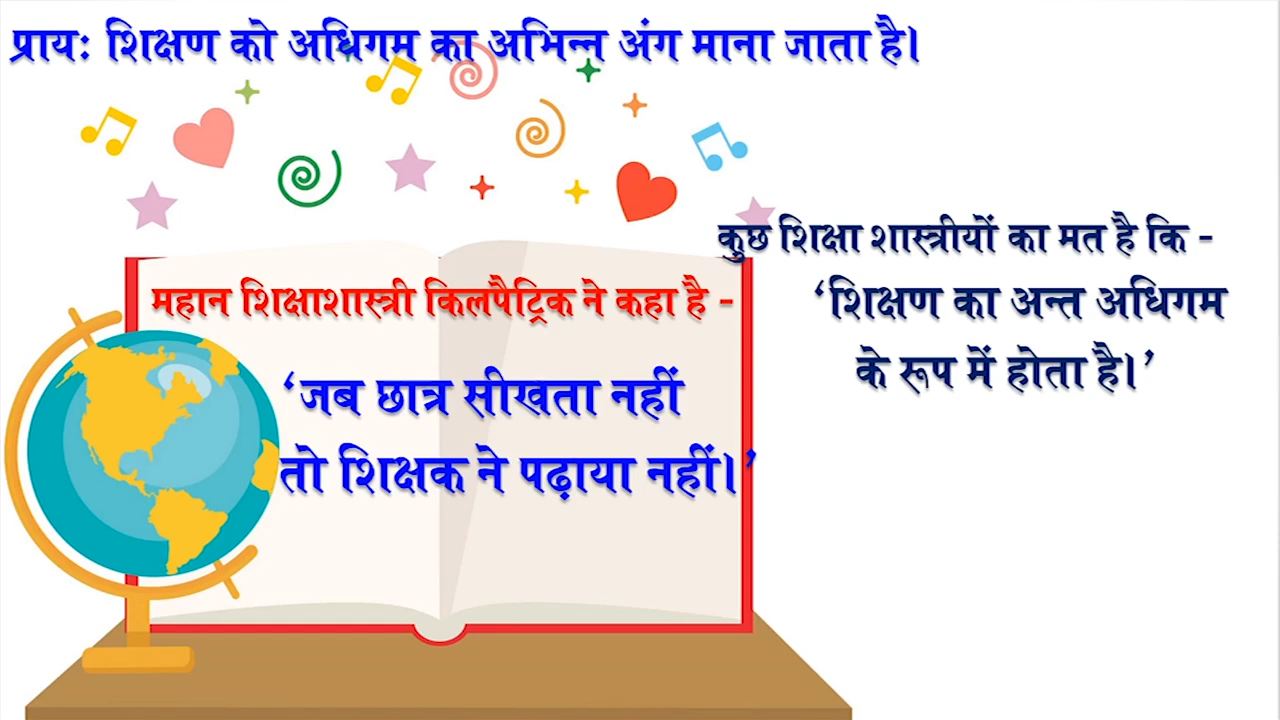 प्रायः शिक्षण को अधिगम का अभिन्न अंग माना जाता है।
महान शिक्षाशास्त्री किलपैट्रिक ने कहा है -
‘जब छात्र सीखता नहीं
तो शिक्षक ने पढ़ाया नहीं।’
कुछ शिक्षा शास्त्रीयों का मत है कि -
‘शिक्षण का अन्त अधिगम
के रूप में होता है।’